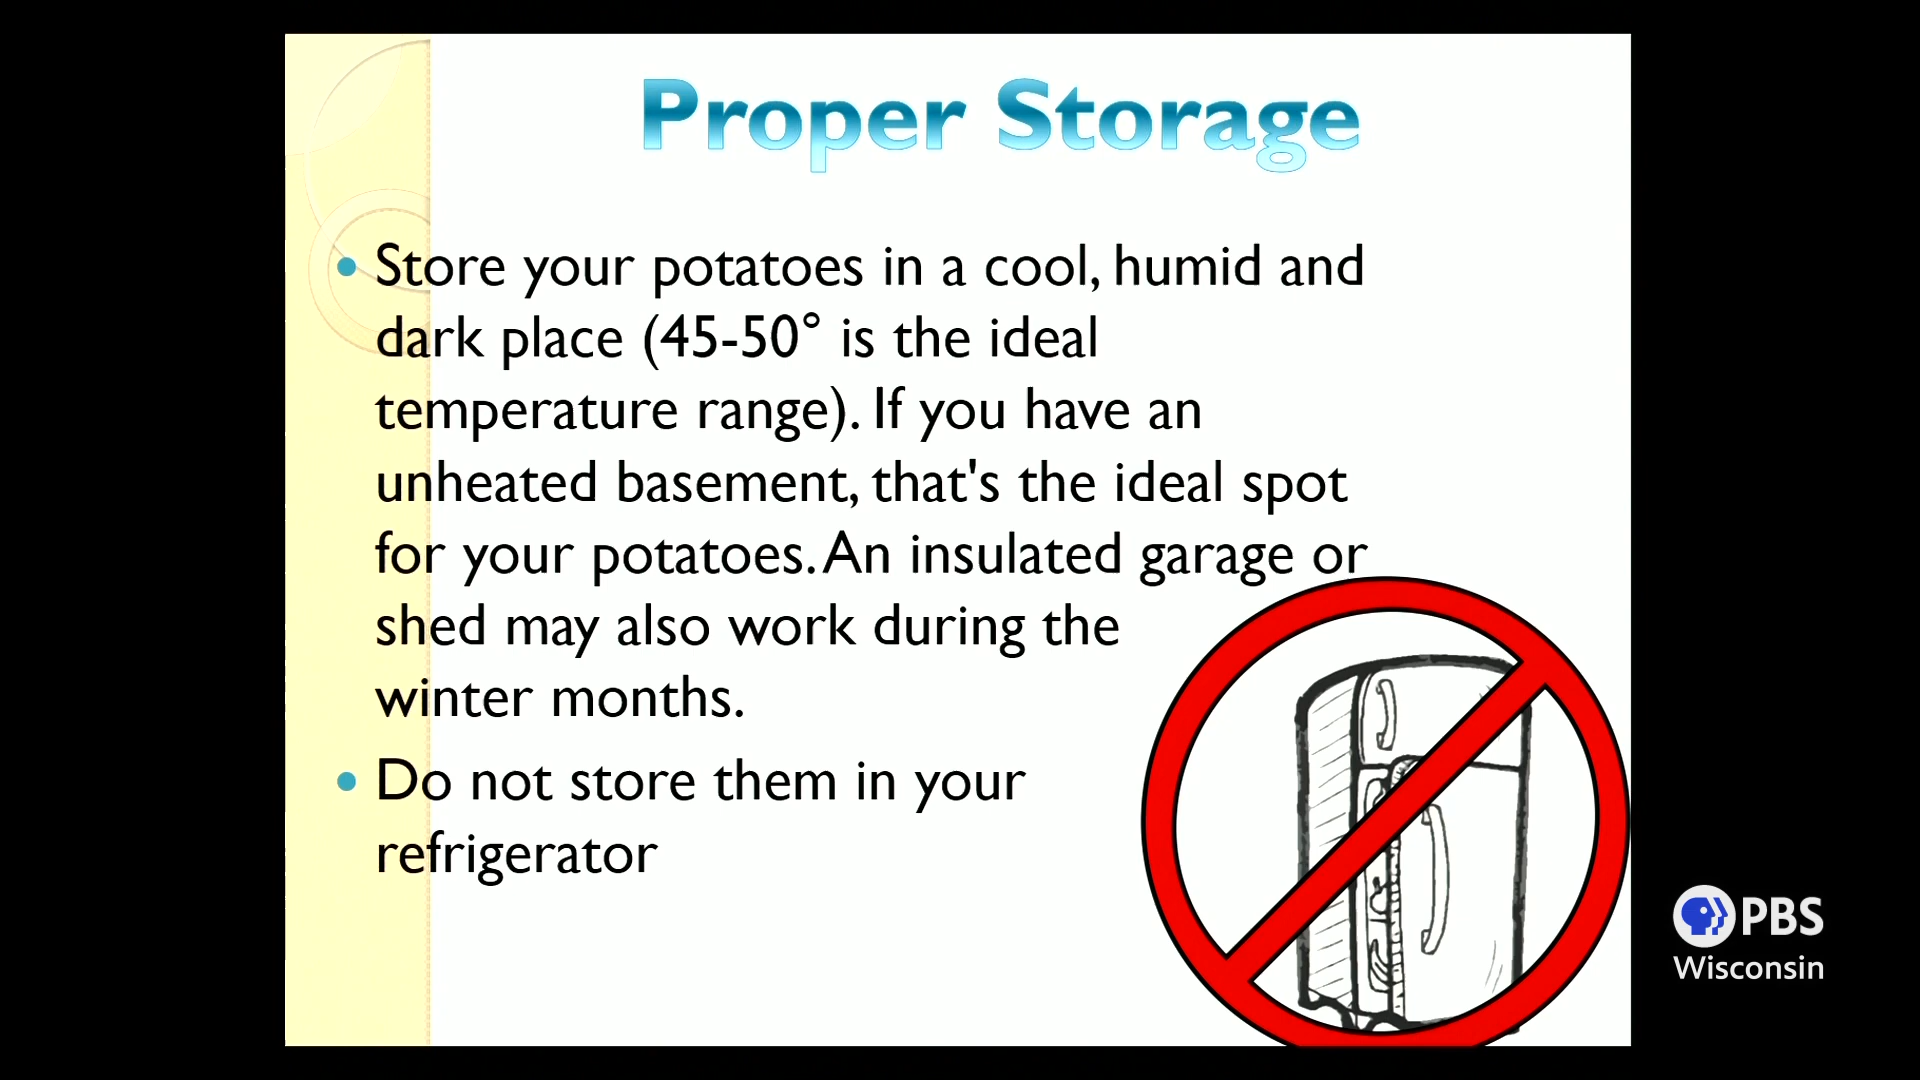 Proper Storage
• Store your potatoes in a cool, humid and
dark place (45-50° is the ideal
temperature range). If you have an
unheated basement, that's the ideal spot
for your potatoes. An insulated garage or
shed may also work during the
winter months.
• Do not store them in your
refrigerator
PBS
Wisconsin